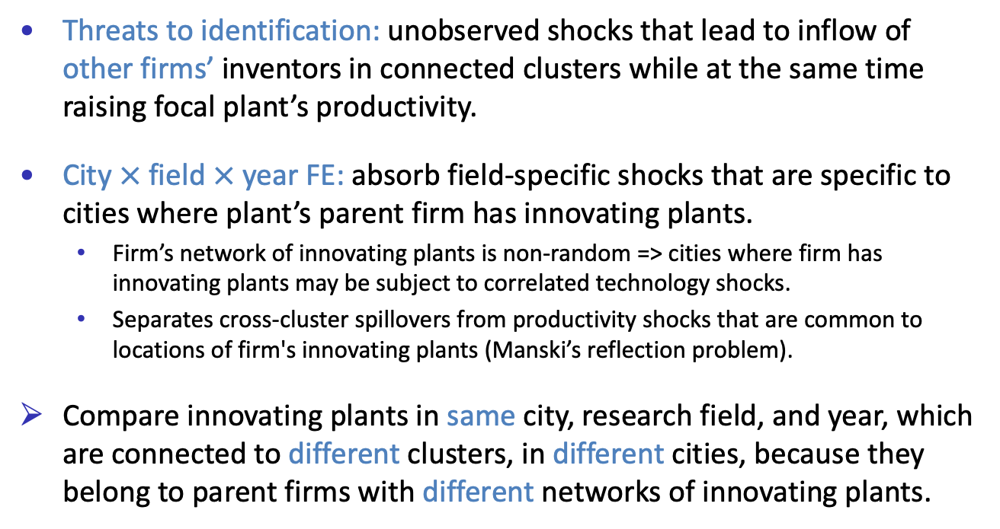 • Threats to identification: unobserved shocks that lead to inflow of
other firms’ inventors in connected clusters while at the same time
raising focal plant’s productivity.
• City × field × year FE: absorb field-specific shocks that are specific to
cities where plant’s parent firm has innovating plants.
• Firm’s network of innovating plants is non-random => cities where firm has
innovating plants may be subject to correlated technology shocks.
• Separates cross-cluster spillovers from productivity shocks that are common to
locations of firm's innovating plants (Manski’s reflection problem).
➢ Compare innovating plants in same city, research field, and year, which
are connected to different clusters, in different cities, because they
belong to parent firms with different networks of innovating plants.